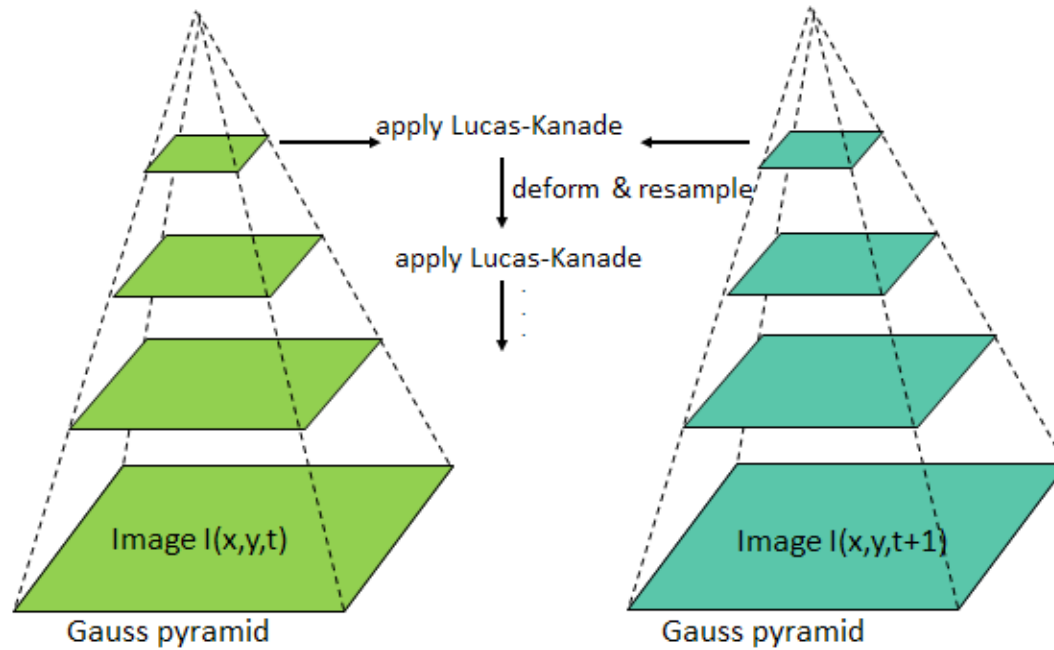 apply Lucas-Kanade
deform & resample
apply Lucas-Kanade
Image I(x,y,t)
Image I(x,y,t+1)
Gauss pyramid
Gauss pyramid